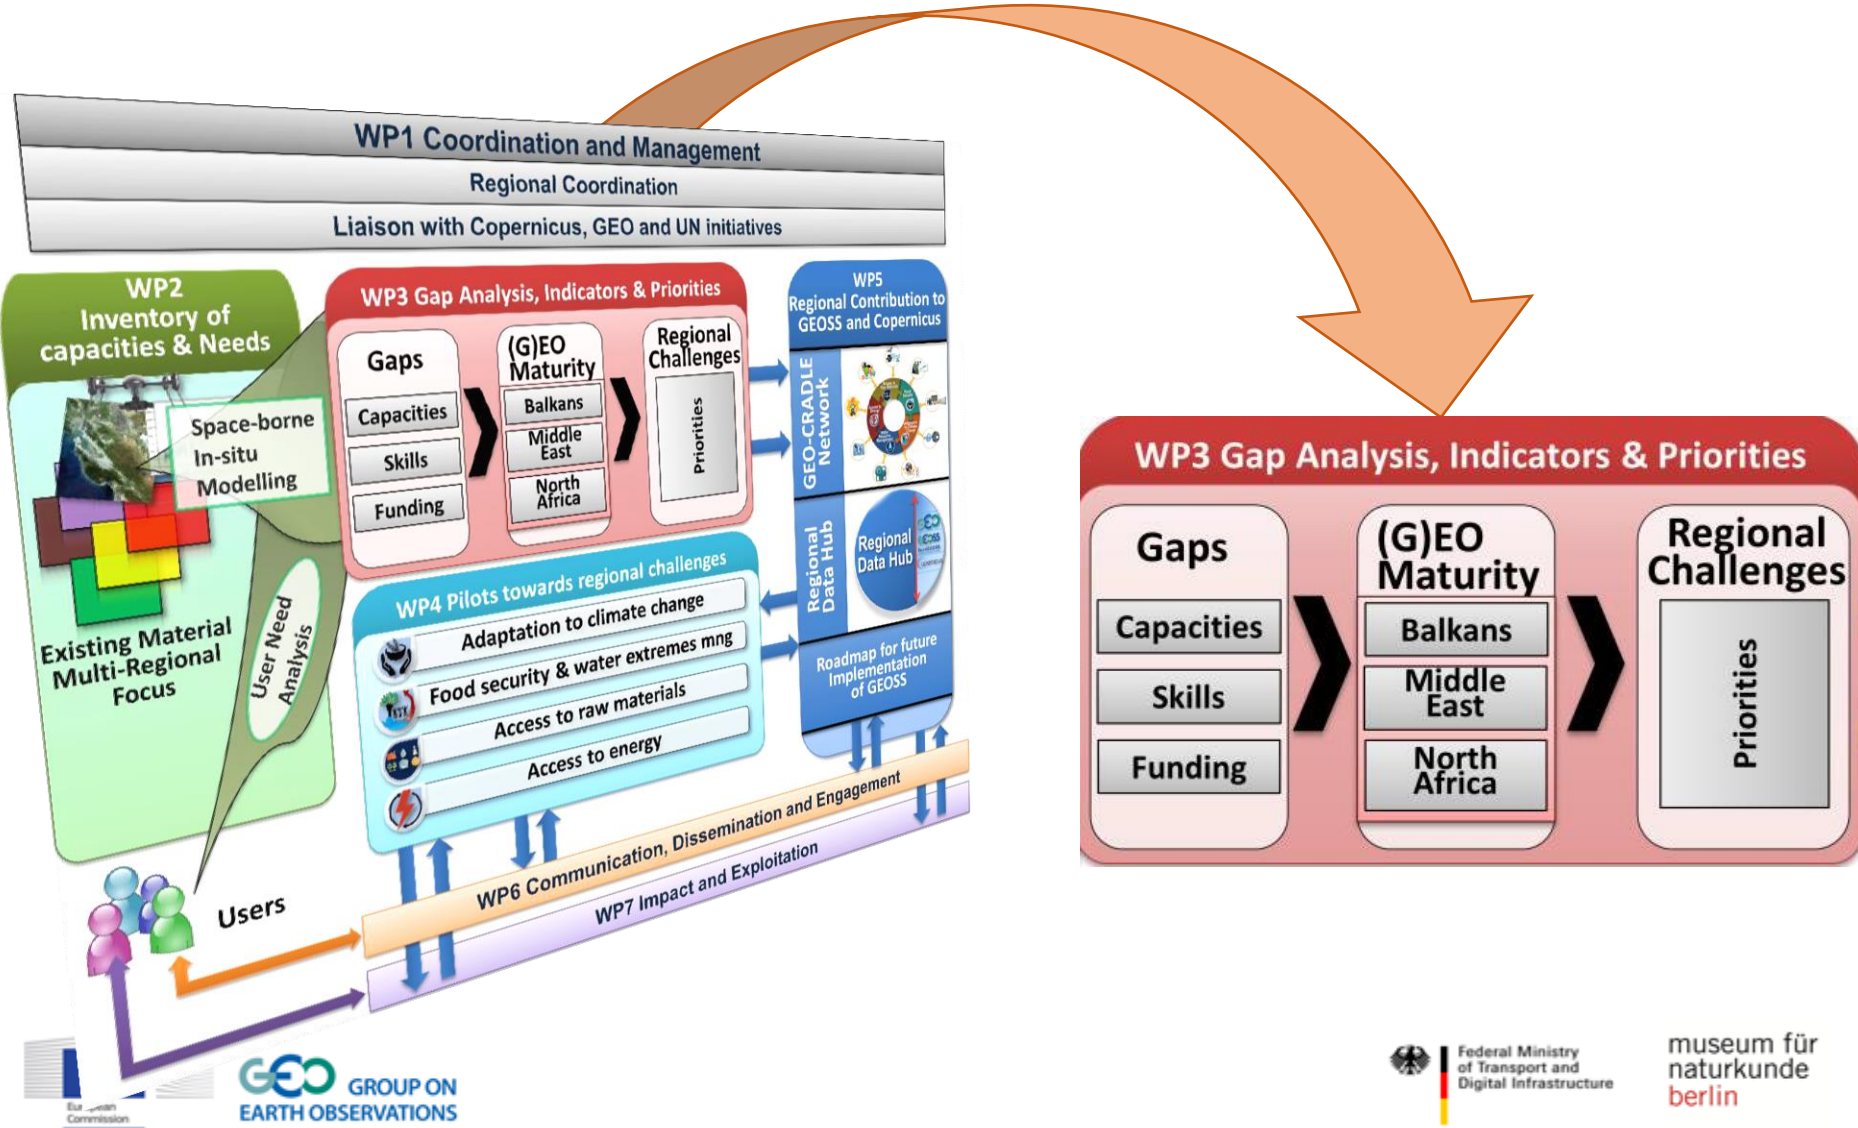 WP1 Coordination and Management
Regional Coordination
Liaison with Copernicus, GEO and UN initiatives
WP2
Inventory of
capacities & Needs
Space-borne
In-situ
Modelling
Existing Material
Multi-Regional
Focus
User Need
Analysis
Users
WP3 Gap Analysis, Indicators & Priorities
Gaps
Capacities
Skills
Funding
(G)EO
Maturity
Balkans
Middle
East
North
Africa
Regional
Challenges
Priorities
WP4 Pilots towards regional challenges
Adaptation to climate change
Food security & water extremes mng
Access to raw materials
Access to energy
WP5
Regional Contribution to
GEOSS and Copernicus
GEO-CRADLE
Network
Regional
Data Hub
Regional
Data Hub
Roadmap for future
Implementation
of GEOSS
WP6 Communication, Dissemination and Engagement
WP7 Impact and Exploitation
WP3 Gap Analysis, Indicators & Priorities
Gaps
Capacities
Skills
Funding
(G)EO
Maturity
Balkans
Middle
East
North
Africa
Regional
Challenges
Priorities
Commission
GEO GROUP ON
EARTH OBSERVATIONS
Federal Ministry
of Transport and
Digital Infrastructure
museum für
naturkunde
berlin